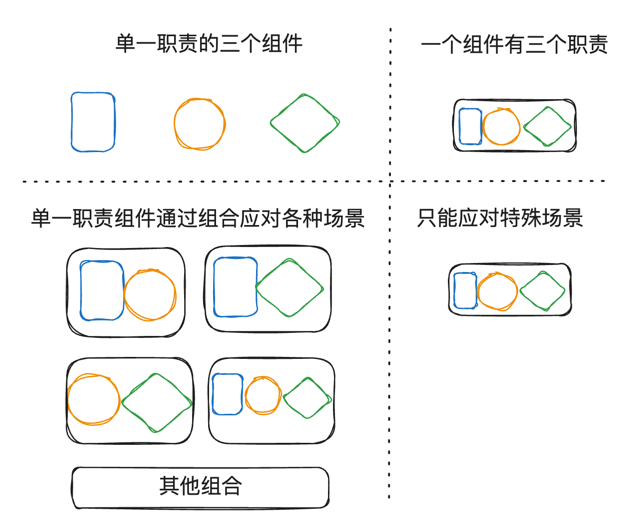 单一职责的三个组件
一个组件有三个职责
单一职责组件通过组合应对各种场景
只能应对特殊场景
其他组合